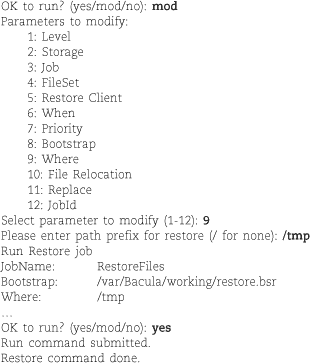 OK to run? (yes/mod/no): mod
Parameters to modify:
1: Level
2: Storage
3: Job
4: FileSet
5: Restore Client
6: When
7: Priority
8: Bootstrap
9: Where
10: File Relocation
11: Replace
12: JobId
Select parameter to modify (1-12): 9
Please enter path prefix for restore (/ for none): /tmp
Run Restore job
JobName: RestoreFiles
Bootstrap: /var/Bacula/working/restore.bsr
Where: /tmp
...
OK to run? (yes/mod/no): yes
Run command submitted.
Restore command done.